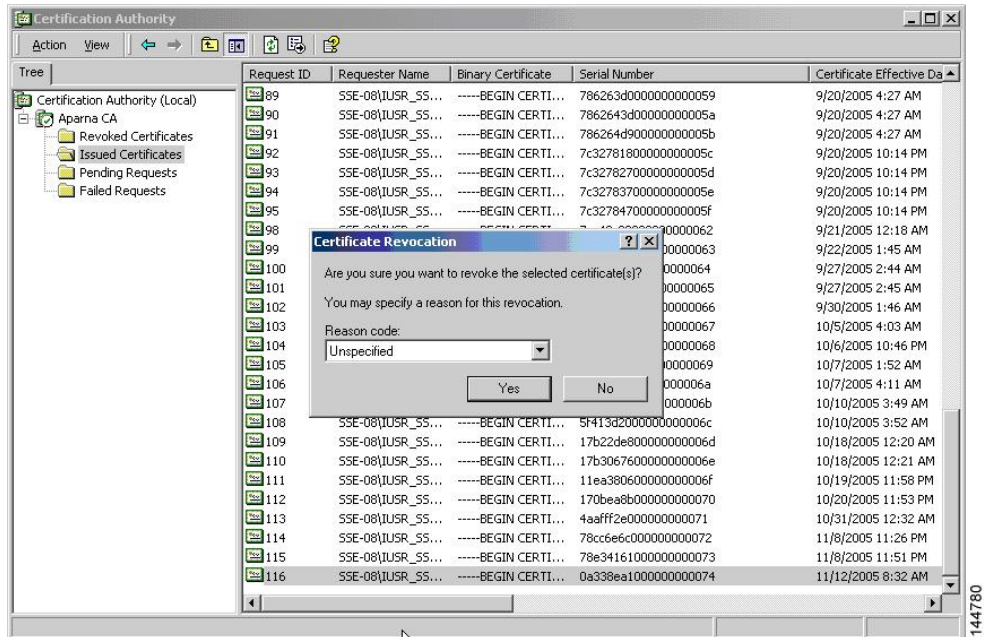 Certification Authority
Action View
Tree
Request ID Requester Name Binary Certificate Serial Number Certificate Effective Da
Certification Authority (Local)
Aparna CA
Revoked Certificates
Issued Certificates
Pending Requests
Failed Requests
89 SSE-08\IUSR_SS... -----BEGIN CERTI... 786263d0000000000059 9/20/2005 4:27 AM
90 SSE-08\IUSR_SS... -----BEGIN CERTI... 7862643d00000000005a 9/20/2005 4:27 AM
91 SSE-08\IUSR_SS... -----BEGIN CERTI... 786264d900000000005b 9/20/2005 4:27 AM
92 SSE-08\IUSR_SS... -----BEGIN CERTI... 7c32781800000000005c 9/20/2005 10:14 PM
93 SSE-08\IUSR_SS... -----BEGIN CERTI... 7c32782700000000005d 9/20/2005 10:14 PM
94 SSE-08\IUSR_SS... -----BEGIN CERTI... 7c32783700000000005e 9/20/2005 10:14 PM
95 SSE-08\IUSR_SS... -----BEGIN CERTI... 7c32784700000000005f 9/20/2005 10:14 PM
98 9/21/2005 12:18 AM
99 9/22/2005 1:45 AM
100 9/27/2005 2:44 AM
101 9/27/2005 2:45 AM
102 9/30/2005 1:46 AM
103 10/5/2005 4:03 AM
104 10/6/2005 10:46 PM
105 10/7/2005 1:52 AM
106 10/7/2005 4:11 AM
107 10/10/2005 3:49 AM
108 SSE-08\IUSR_SS... -----BEGIN CERTI... 5f413d2000000000006c 10/10/2005 3:52 AM
109 SSE-08\IUSR_SS... -----BEGIN CERTI... 17b22de800000000006d 10/18/2005 12:20 AM
110 SSE-08\IUSR_SS... -----BEGIN CERTI... 17b3067600000000006e 10/18/2005 12:21 AM
111 SSE-08\IUSR_SS... -----BEGIN CERTI... 11ea380600000000006f 10/19/2005 11:58 PM
112 SSE-08\IUSR_SS... -----BEGIN CERTI... 170bea8b000000000070 10/20/2005 11:53 PM
113 SSE-08\IUSR_SS... -----BEGIN CERTI... 4aafff2e000000000071 10/31/2005 12:32 AM
114 SSE-08\IUSR_SS... -----BEGIN CERTI... 78cc6e6c000000000072 11/8/2005 11:26 PM
115 SSE-08\IUSR_SS... -----BEGIN CERTI... 78e34161000000000073 11/8/2005 11:51 PM
116 SSE-08\IUSR_SS... -----BEGIN CERTI... 0a338ea1000000000074 11/12/2005 8:32 AM
Certificate Revocation
Are you sure you want to revoke the selected certificate(s)?
You may specify a reason for this revocation.
Reason code:
Unspecified
Yes No
144780